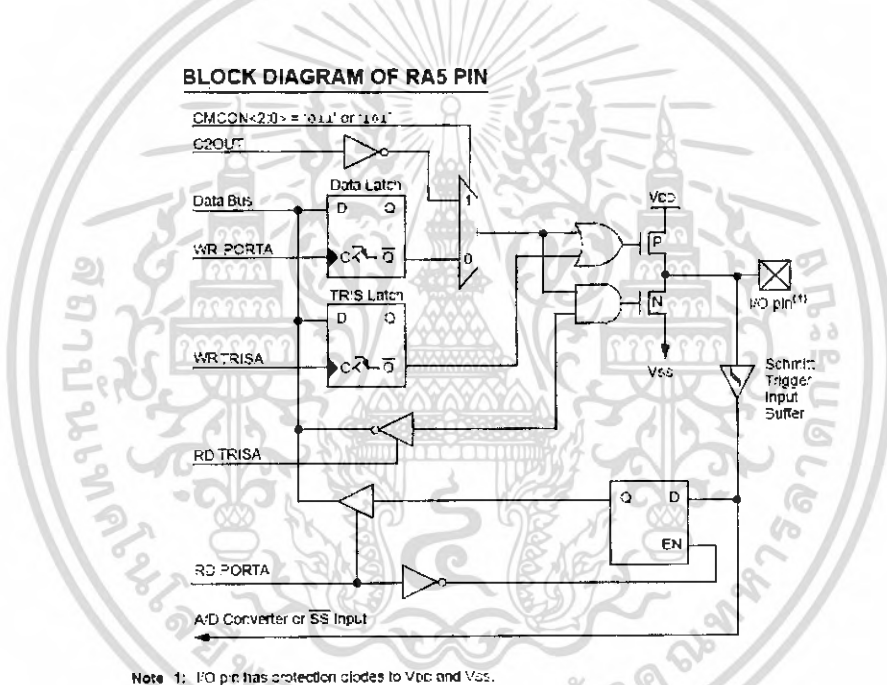 BLOCK DIAGRAM OF RA5 PIN
CMCON<2:0> = '011' or '101'
C2OUT
Data Latch
Data Bus
D Q
1
VDD
WR PORTA
C Q
0
P
TRIS Latch
D Q
N
I/O pin(1)
WR TRISA
C Q
Vss
Schmitt
Trigger
Input
Buffer
RD TRISA
Q D
EN
RD PORTA
A/D Converter or SS Input
Note 1: I/O pin has protection diodes to VDD and Vss.